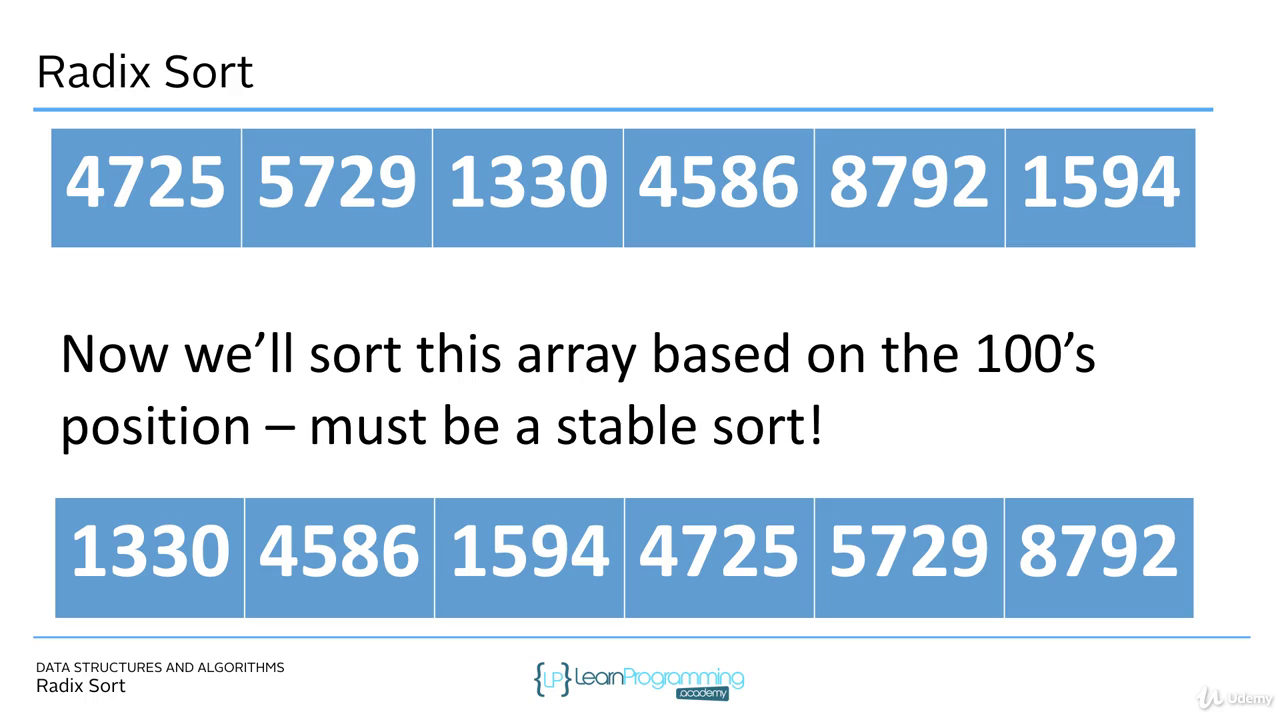 Radix Sort
4725 5729 1330 4586 8792 1594
Now we’ll sort this array based on the 100’s
position – must be a stable sort!
1330 4586 1594 4725 5729 8792
DATA STRUCTURES AND ALGORITHMS
Radix Sort
{LP} LearnProgramming
.academy
Udemy